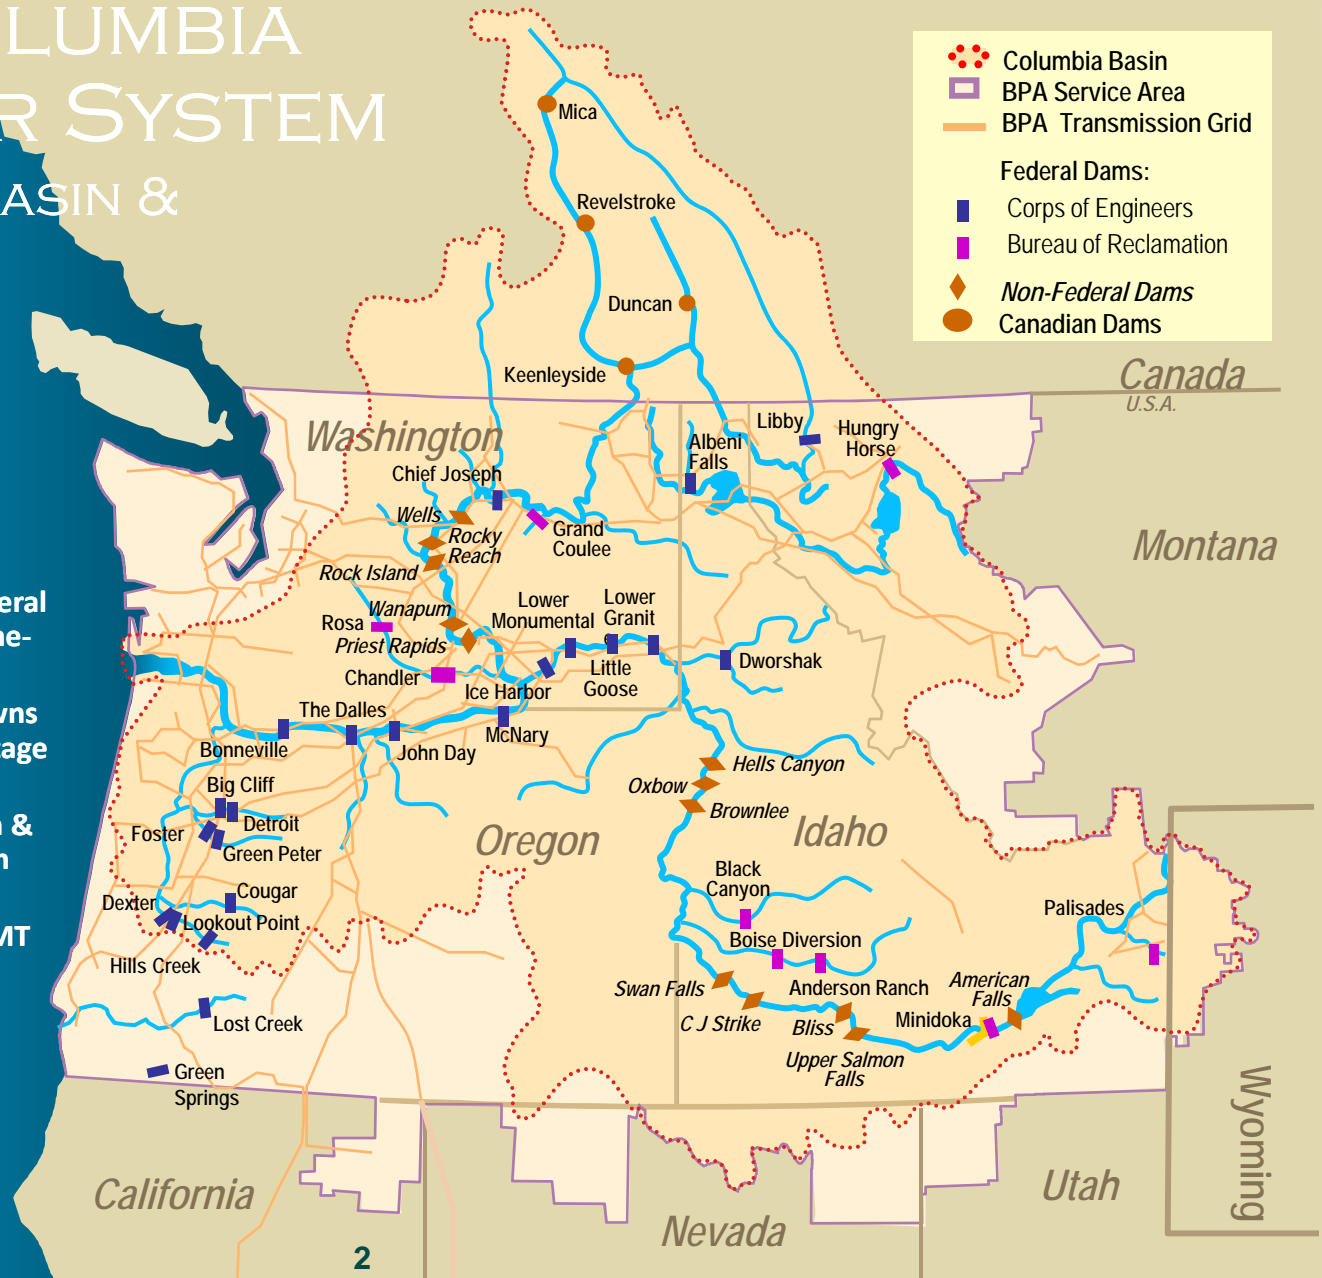 LUMBIA
R SYSTEM
ASIN &
Columbia Basin
BPA Service Area
BPA Transmission Grid
Federal Dams:
Corps of Engineers
Bureau of Reclamation
Non-Federal Dams
Canadian Dams
Mica
Revelstroke
Duncan
Keenleyside
Canada
U.S.A.
Washington
Libby
Hungry
Horse
Albeni
Falls
Chief Joseph
Wells
Rocky
Reach
Grand
Coulee
Rock Island
Montana
eral
ne-
wns
tage
n &
n
MT
Wanapum
Rosa
Priest Rapids
Chandler
Lower
Monumental
Lower
Granit
e
Little
Goose
Ice Harbor
Dworshak
The Dalles
McNary
Bonneville
John Day
Hells Canyon
Oxbow
Brownlee
Big Cliff
Detroit
Foster
Green Peter
Oregon
Idaho
Black
Canyon
Cougar
Dexter
Lookout Point
Hills Creek
Boise Diversion
Palisades
Anderson Ranch
American
Falls
Swan Falls
C J Strike
Bliss
Minidoka
Upper Salmon
Falls
Lost Creek
Green
Springs
Wyoming
California
Nevada
Utah
2